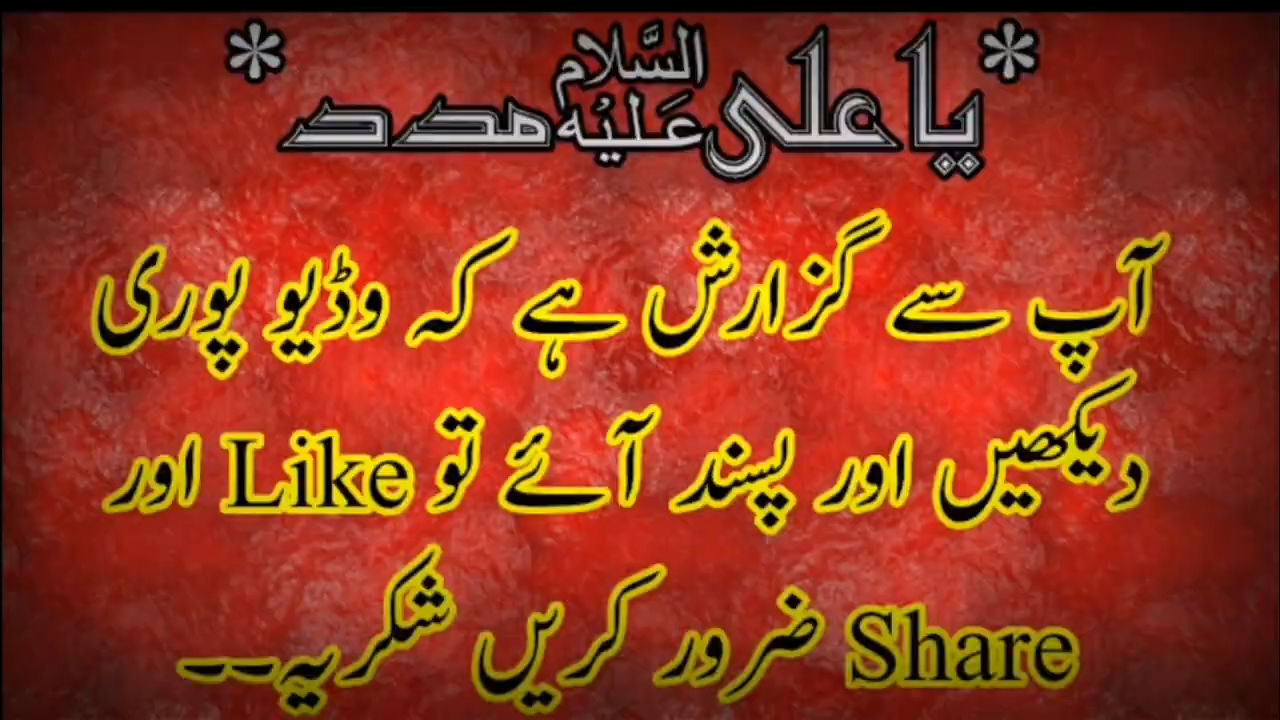 *یا علی علیہ السلام مدد*
آپ سے گزارش ہے کہ وڈیو پوری
دیکھیں اور پسند آئے تو Like اور
Share ضرور کریں شکریہ۔۔۔